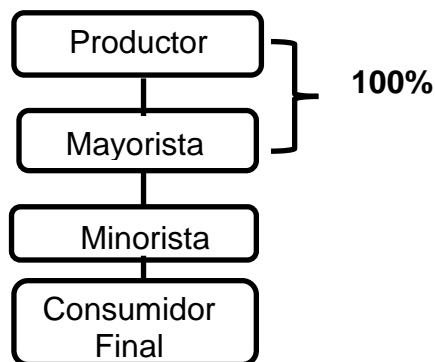 Productor
100%
Mayorista
Minorista
Consumidor
Final